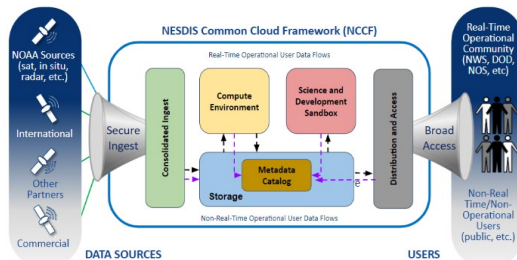 NESDIS Common Cloud Framework (NCCF)
Real-Time Operational User Data Flows
NOAA Sources
(sat, in situ,
radar, etc.)
International
Other
Partners
Commercial
Secure
Ingest
Consolidated Ingest
Compute
Environment
Science and
Development
Sandbox
Metadata
Catalog
Storage
e
Distribution and Access
Broad
Access
Real-Time
Operational
Community
(NWS, DOD,
NOS, etc)
Non-Real
Time/Non-
Operational
Users
(public, etc.)
Non-Real-Time Operational User Data Flows
DATA SOURCES
USERS